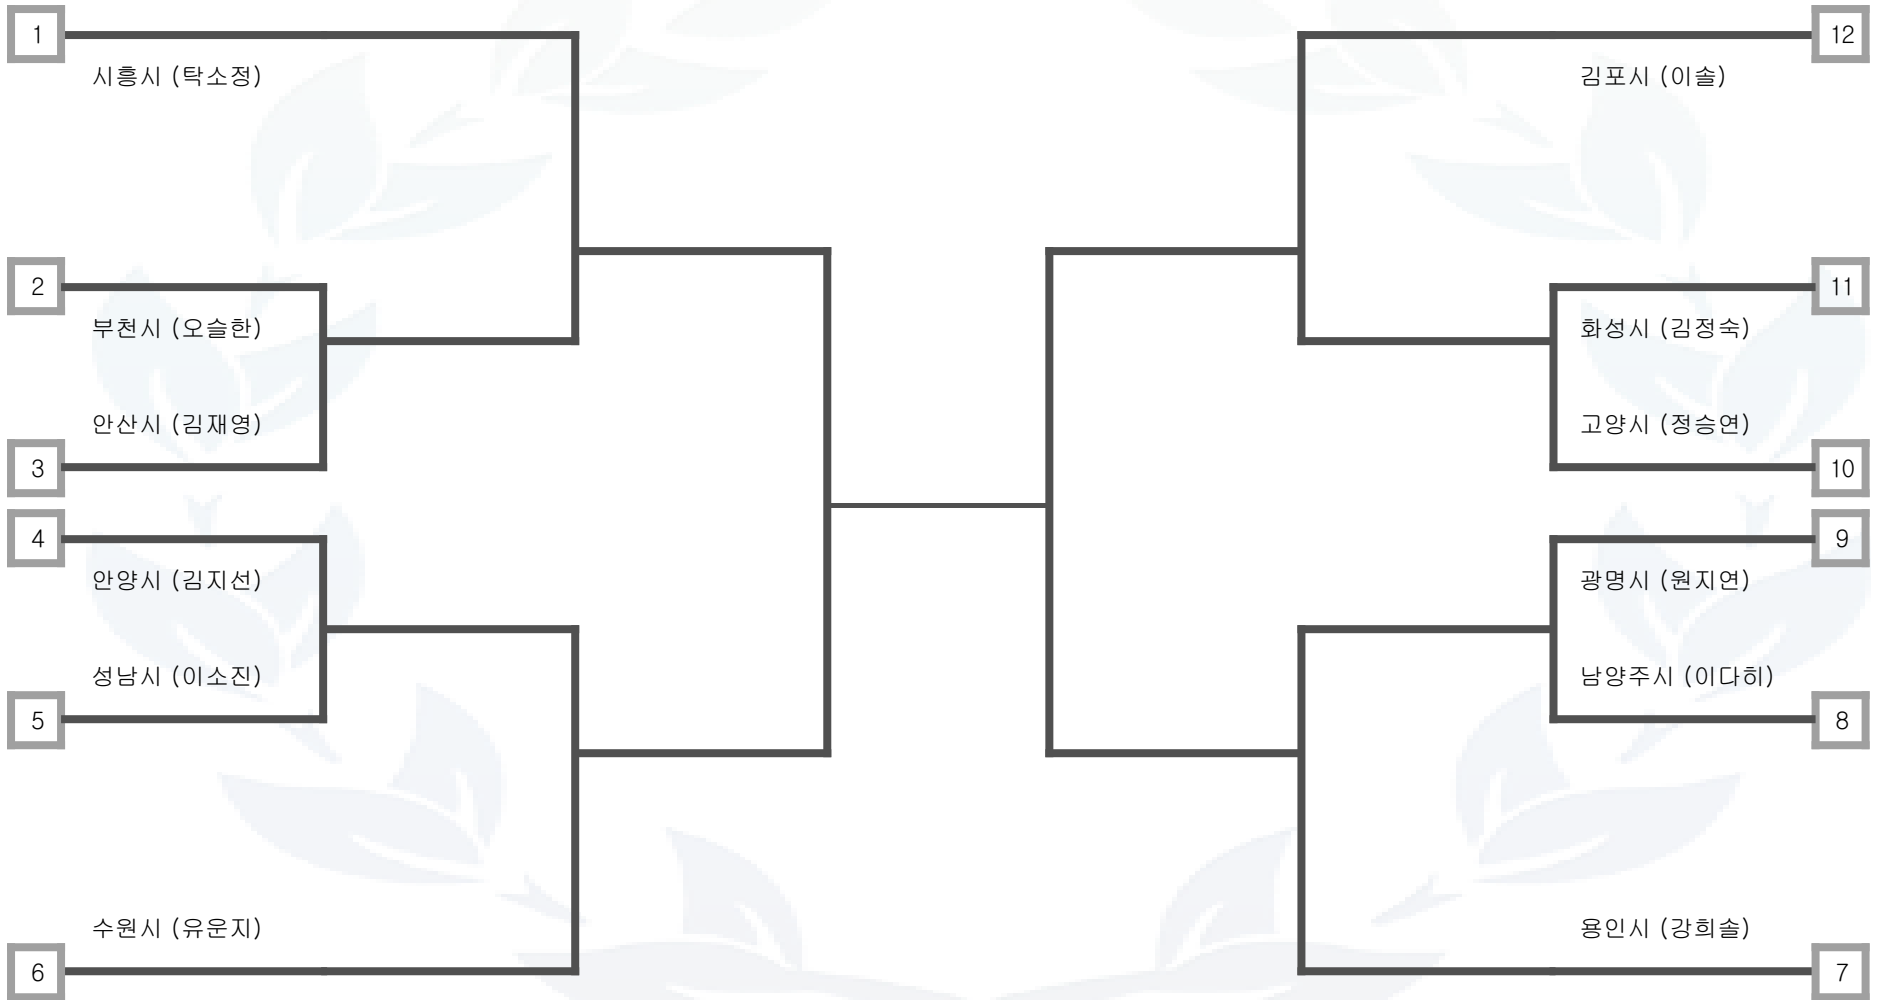 1
시흥시 (탁소정)
2
부천시 (오슬한)
안산시 (김재영)
3
4
안양시 (김지선)
성남시 (이소진)
5
수원시 (유운지)
6
12
김포시 (이솔)
11
화성시 (김정숙)
고양시 (정승연)
10
9
광명시 (원지연)
남양주시 (이다히)
8
용인시 (강희솔)
7